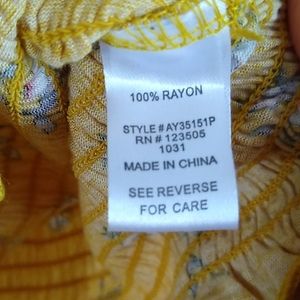 100% RAYON
STYLE # AY35151P
RN # 123505
1031
MADE IN CHINA
SEE REVERSE
FOR CARE